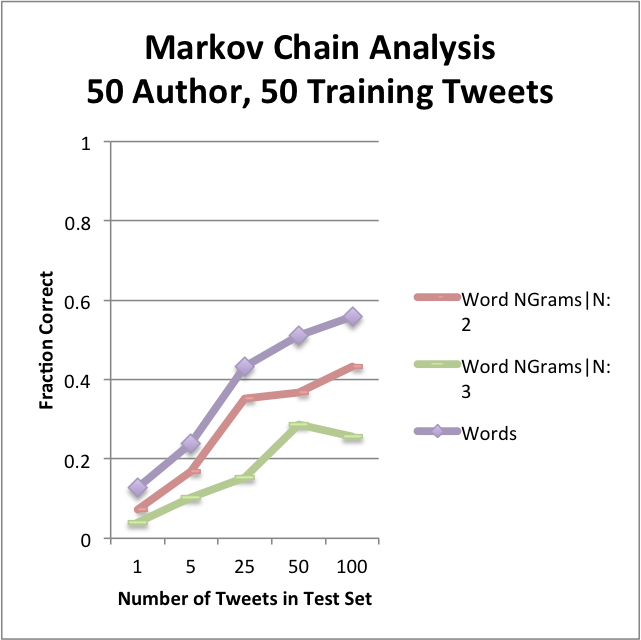 Markov Chain Analysis
50 Author, 50 Training Tweets
1
0.8
0.6
0.4
0.2
0
Fraction Correct
1 5 25 50 100
Number of Tweets in Test Set
Word NGrams|N:
2
Word NGrams|N:
3
Words